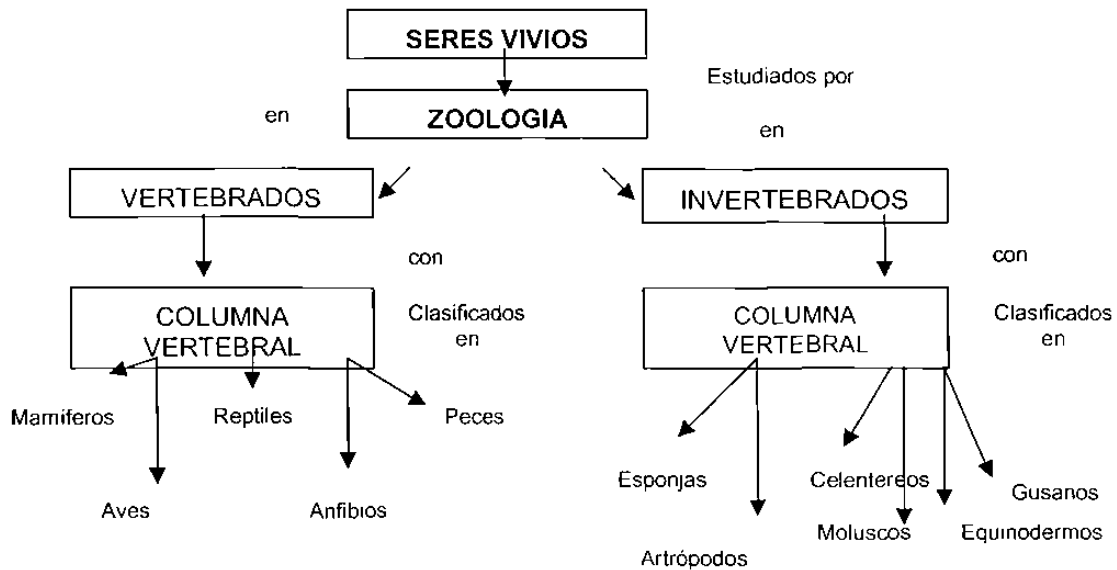 SERES VIVIOS
Estudiados por
ZOOLOGIA
en
en
VERTEBRADOS
INVERTEBRADOS
con
con
COLUMNA
VERTEBRAL
Clasificados
en
COLUMNA
VERTEBRAL
Clasificados
en
Mamíferos
Reptiles
Peces
Aves
Anfibios
Esponjas
Celentereos
Gusanos
Moluscos
Equinodermos
Artrópodos